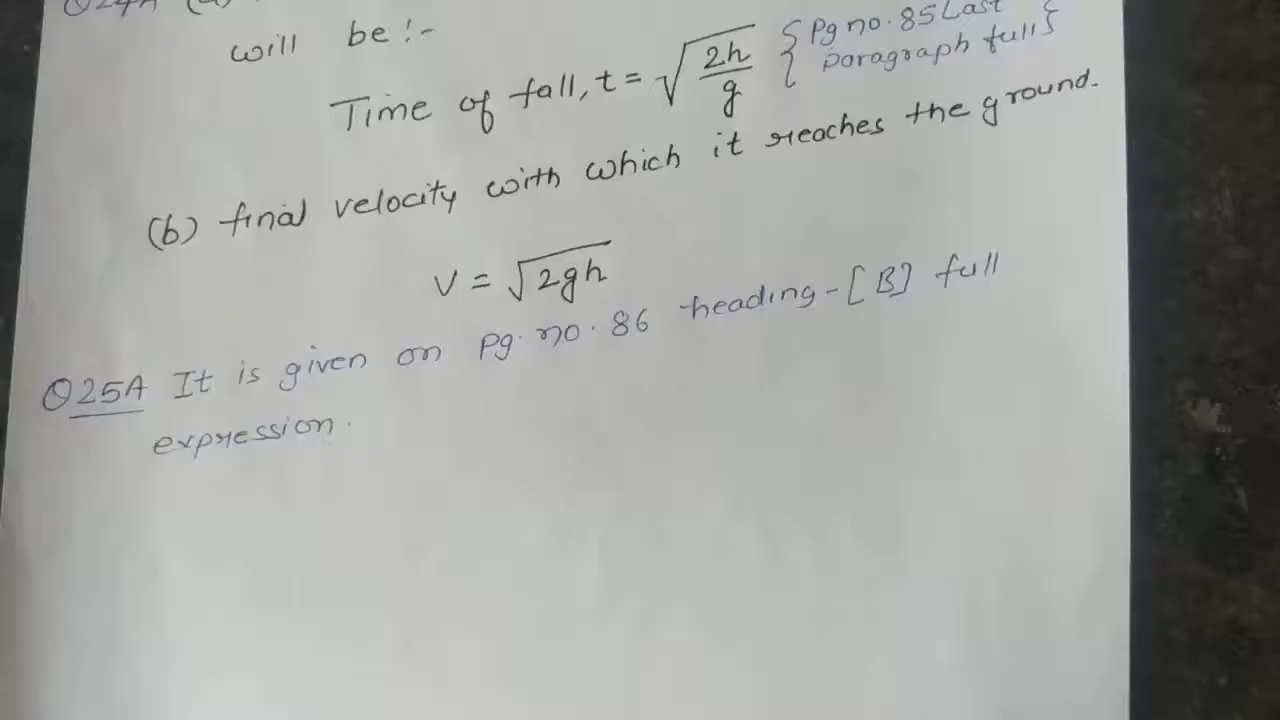 Q24A (a)
will be:-
Time of fall, t = √(2h/g) {Pg no. 85 Last paragraph full}
(b) final velocity with which it reaches the ground.
v = √2gh
Q25A It is given on pg. no. 86 heading-[B] full
expression.